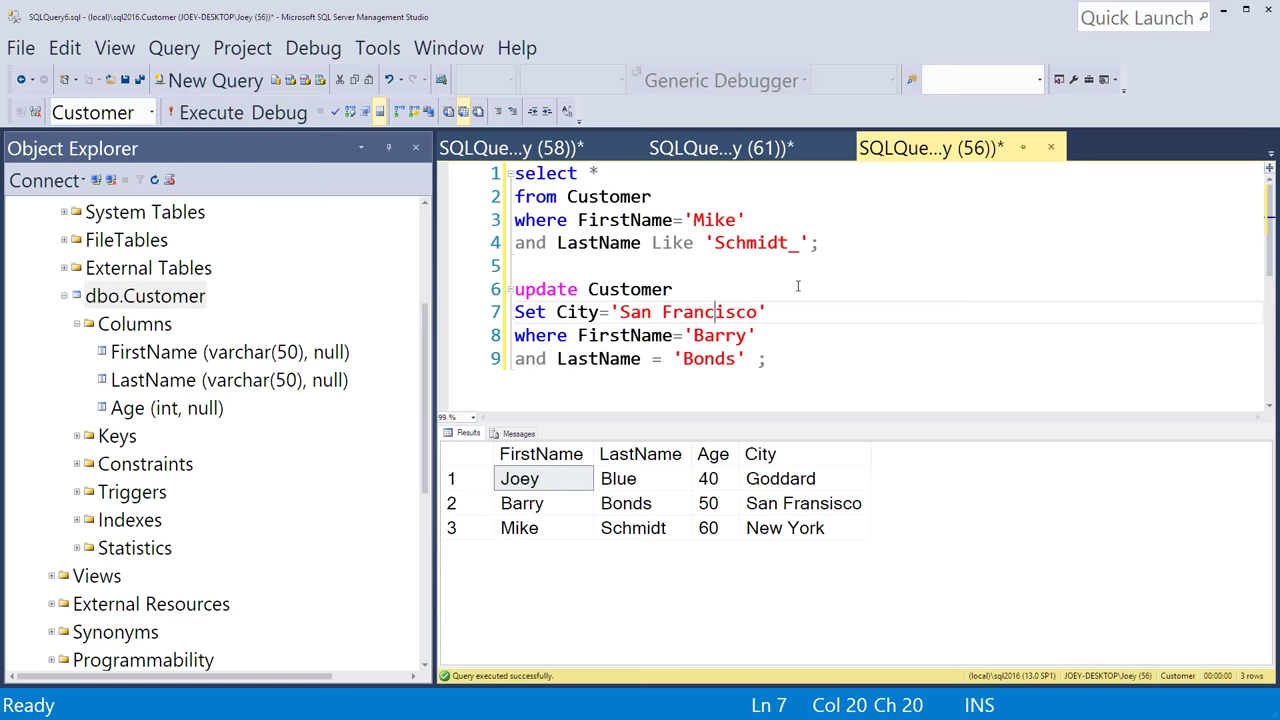 SQLQuery6.sql - (local)\sql2016.Customer (JOEY-DESKTOP\Joey (56))* - Microsoft SQL Server Management Studio
Quick Launch
File Edit View Query Project Debug Tools Window Help
New Query Generic Debugger
Customer Execute Debug
Object Explorer
Connect
System Tables
FileTables
External Tables
dbo.Customer
Columns
FirstName (varchar(50), null)
LastName (varchar(50), null)
Age (int, null)
Keys
Constraints
Triggers
Indexes
Statistics
Views
External Resources
Synonyms
Programmability
SQLQue...y (58))* SQLQue...y (61))* SQLQue...y (56))*
1 select *
2 from Customer
3 where FirstName='Mike'
4 and LastName Like 'Schmidt_';
5
6 update Customer
7 Set City='San Francisco'
8 where FirstName='Barry'
9 and LastName = 'Bonds' ;
99 %
Results Messages
FirstName LastName Age City
1 Joey Blue 40 Goddard
2 Barry Bonds 50 San Fransisco
3 Mike Schmidt 60 New York
Query executed successfully. (local)\sql2016 (13.0 SP1) JOEY-DESKTOP\Joey (56) Customer 00:00:00 3 rows
Ready Ln 7 Col 20 Ch 20 INS